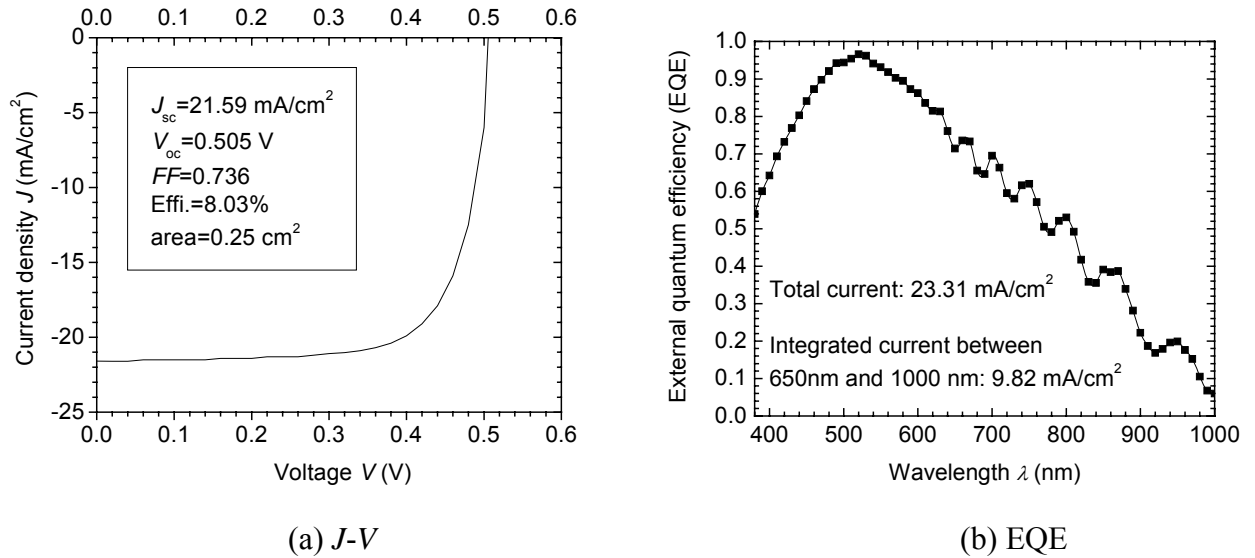 0.0 0.1 0.2 0.3 0.4 0.5 0.6
0
-5
-10
-15
-20
-25
Current density J (mA/cm²)
Jsc=21.59 mA/cm²
Voc=0.505 V
FF=0.736
Effi.=8.03%
area=0.25 cm²
0.0 0.1 0.2 0.3 0.4 0.5 0.6
Voltage V (V)
(a) J-V
1.0
0.9
0.8
0.7
0.6
0.5
0.4
0.3
0.2
0.1
0.0
External quantum efficiency (EQE)
Total current: 23.31 mA/cm²
Integrated current between
650nm and 1000 nm: 9.82 mA/cm²
400 500 600 700 800 900 1000
Wavelength λ (nm)
(b) EQE